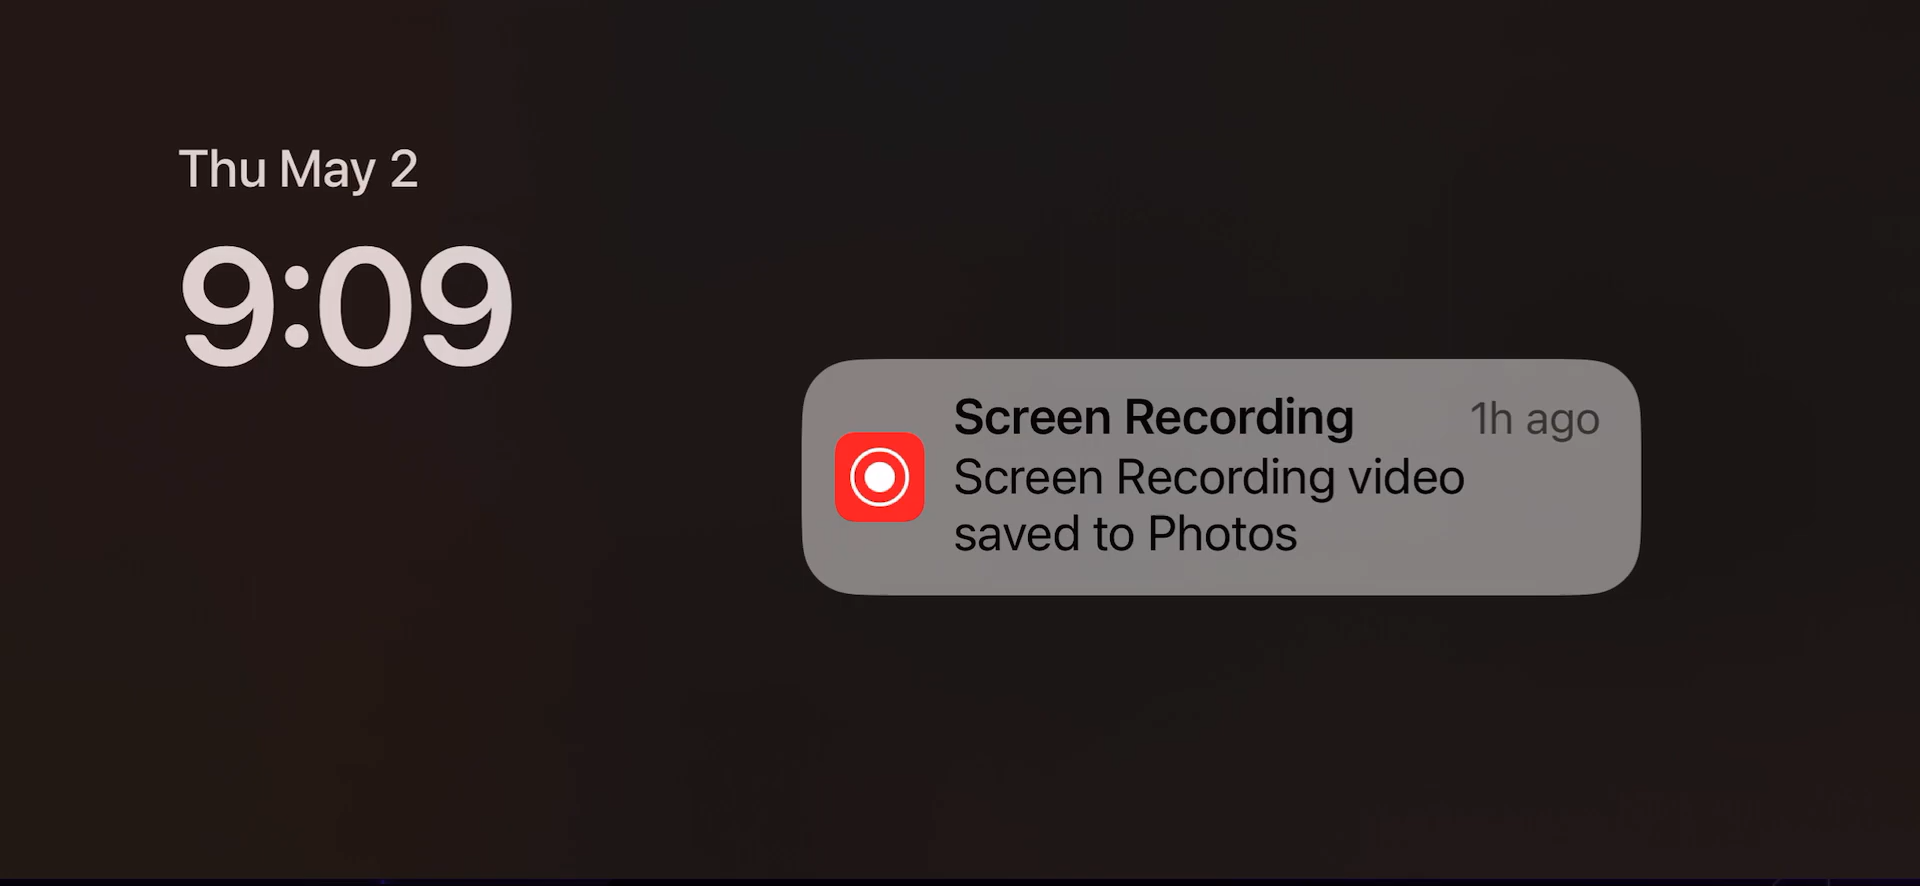 Thu May 2
9:09
Screen Recording
1h ago
Screen Recording video
saved to Photos